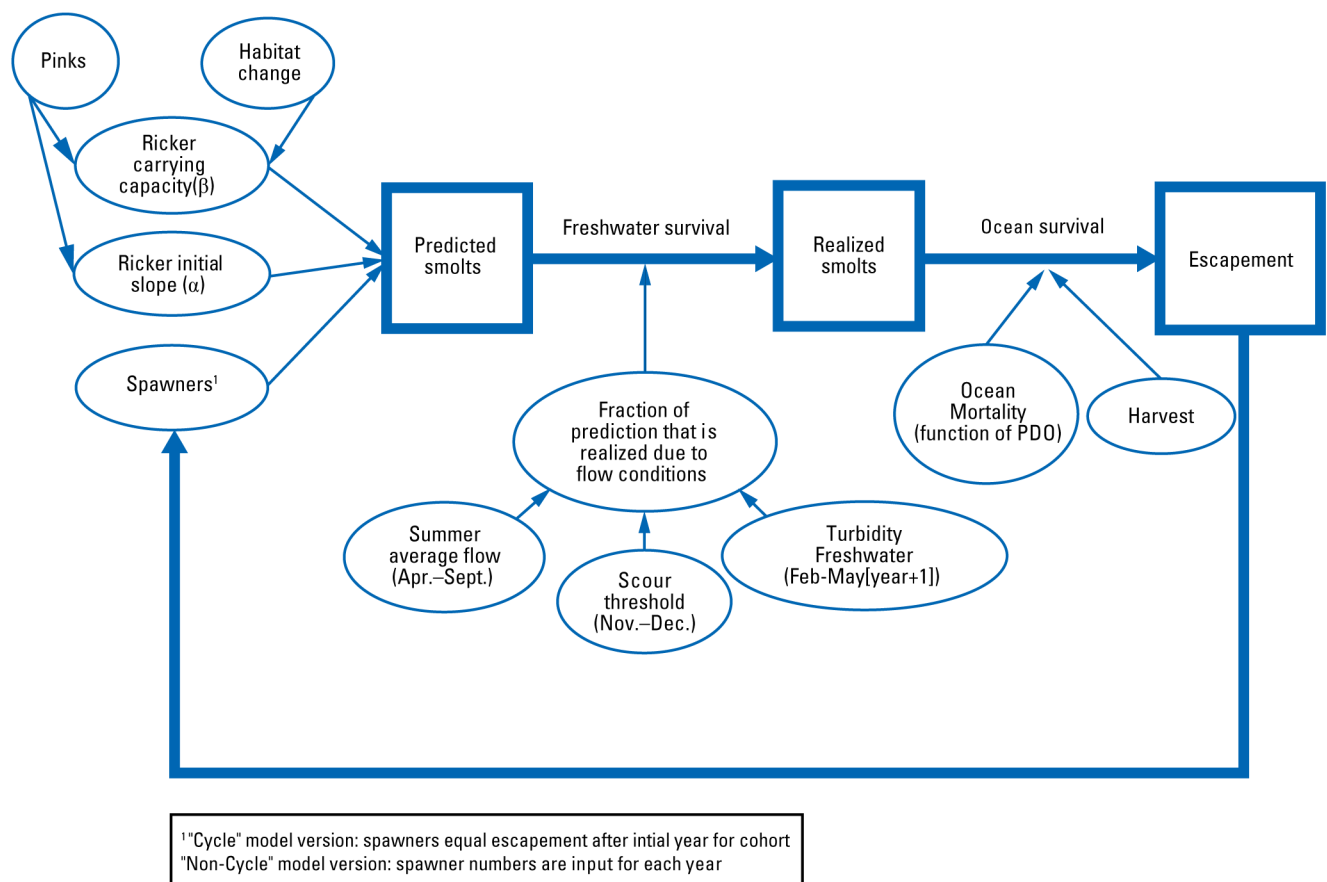 Pinks
Habitat
change
Ricker
carrying
capacity(β)
Ricker initial
slope (α)
Spawners¹
Predicted
smolts
Freshwater survival
Realized
smolts
Ocean survival
Escapement
Fraction of
prediction that is
realized due to
flow conditions
Ocean
Mortality
(function of PDO)
Harvest
Summer
average flow
(Apr.–Sept.)
Scour
threshold
(Nov.–Dec.)
Turbidity
Freshwater
(Feb-May[year+1])
¹"Cycle" model version: spawners equal escapement after intial year for cohort
"Non-Cycle" model version: spawner numbers are input for each year